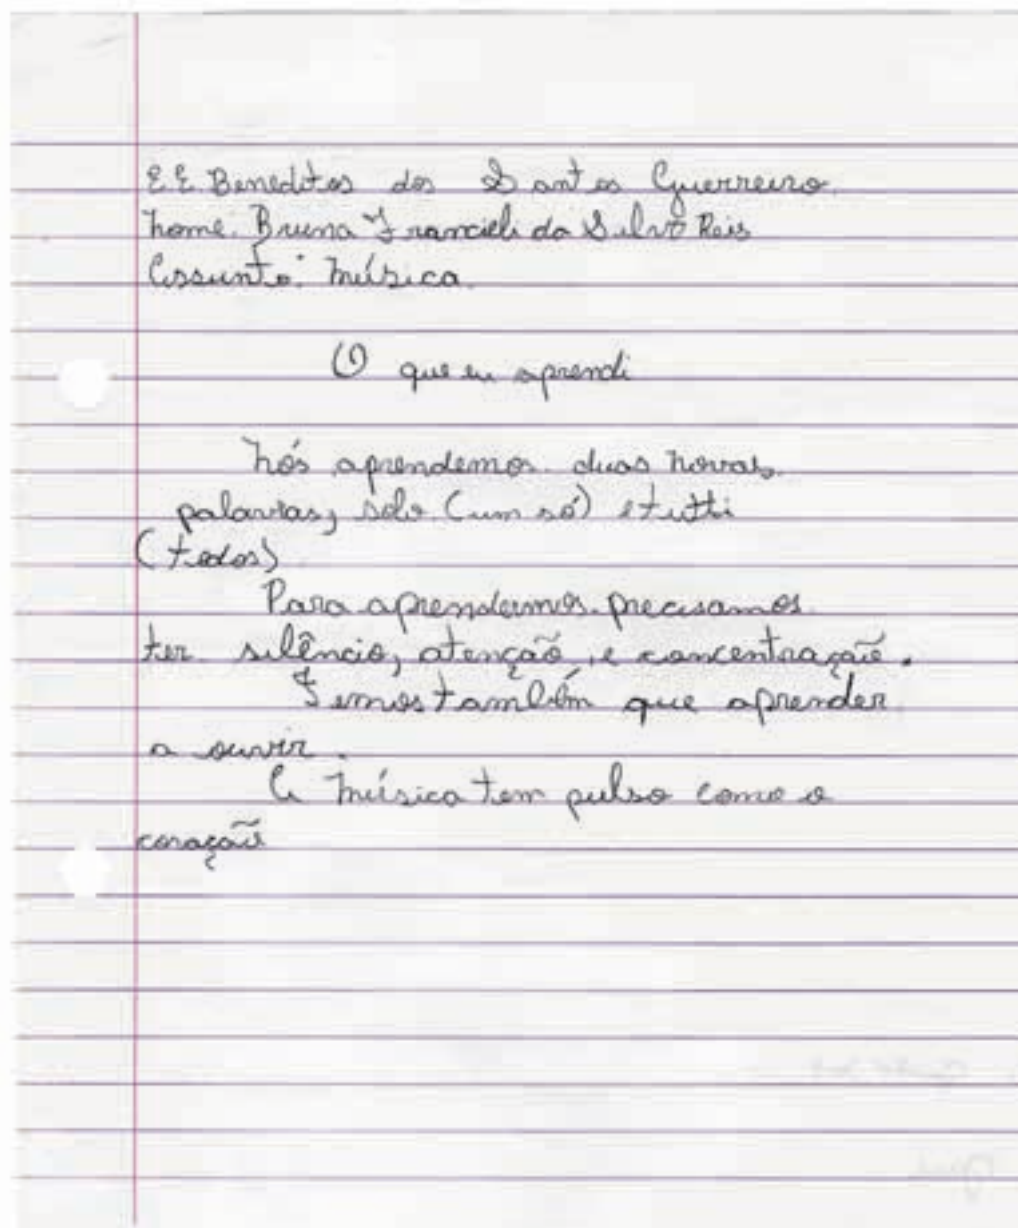 E.E Beneditos dos Santos Guerreiro.
Nome. Bruna Francieli da Silva Reis
Assunto: Música.
O que eu aprendi
Nós aprendemos duas novas
palavras, solo (um só) e tutti
(todos)
Para aprendermos precisamos
ter silêncio, atenção, e concentração.
Temos também que aprender
a ouvir.
A Música tem pulso como o
coração